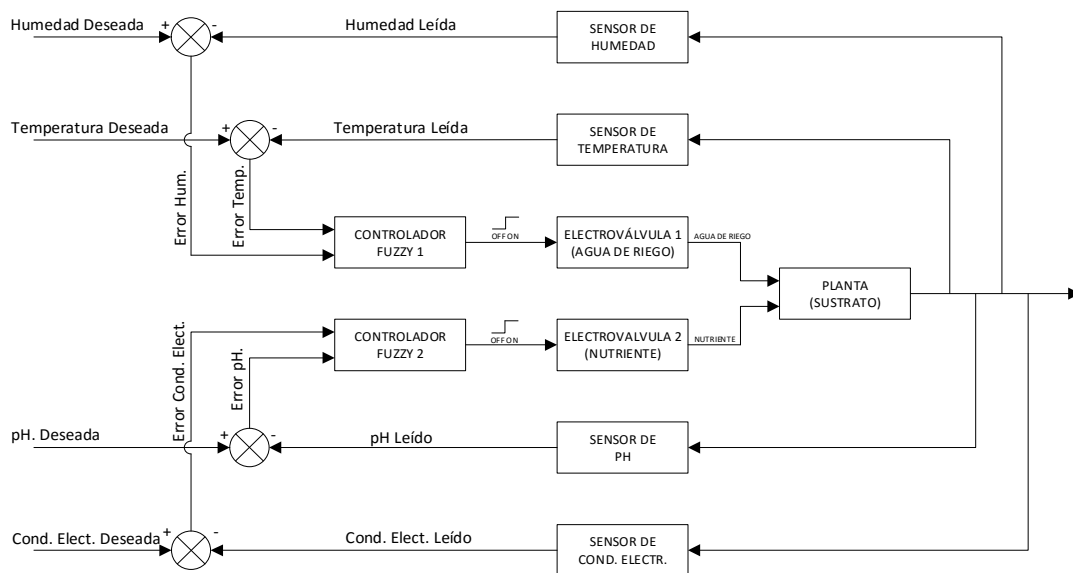 Humedad Deseada
+
-
Humedad Leída
SENSOR DE
HUMEDAD
Temperatura Deseada
+
-
Temperatura Leída
SENSOR DE
TEMPERATURA
Error Hum.
Error Temp.
CONTROLADOR
FUZZY 1
OFF ON
ELECTROVÁLVULA 1
(AGUA DE RIEGO)
AGUA DE RIEGO
PLANTA
(SUSTRATO)
Error Cond. Elect.
Error pH.
CONTROLADOR
FUZZY 2
OFF ON
ELECTROVALVULA 2
(NUTRIENTE)
NUTRIENTE
pH. Deseada
+
-
pH Leído
SENSOR DE
PH
Cond. Elect. Deseada
+
-
Cond. Elect. Leído
SENSOR DE
COND. ELECTR.